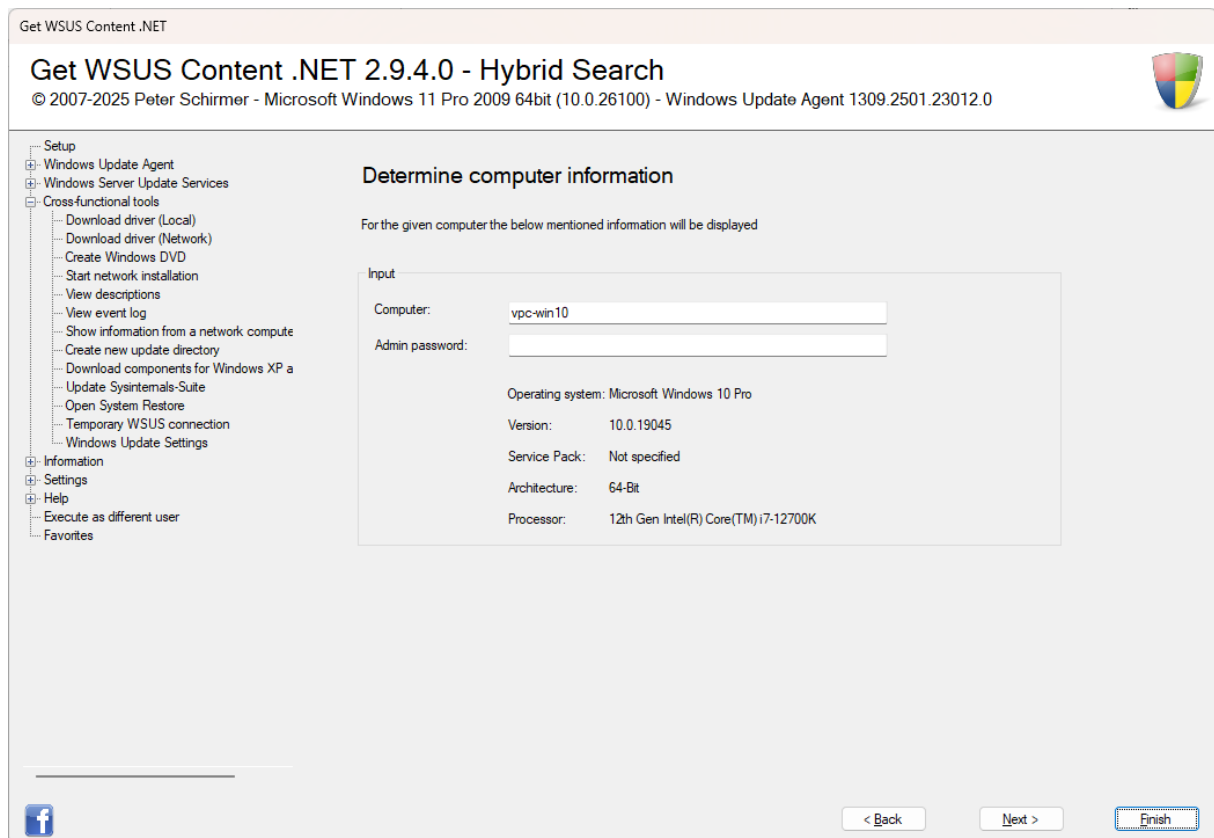 Get WSUS Content .NET
Get WSUS Content .NET 2.9.4.0 - Hybrid Search
© 2007-2025 Peter Schirmer - Microsoft Windows 11 Pro 2009 64bit (10.0.26100) - Windows Update Agent 1309.2501.23012.0
Setup
Windows Update Agent
Windows Server Update Services
Cross-functional tools
Download driver (Local)
Download driver (Network)
Create Windows DVD
Start network installation
View descriptions
View event log
Show information from a network compute
Create new update directory
Download components for Windows XP a
Update Sysinternals-Suite
Open System Restore
Temporary WSUS connection
Windows Update Settings
Information
Settings
Help
Execute as different user
Favorites
Determine computer information
For the given computer the below mentioned information will be displayed
Input
Computer: vpc-win10
Admin password:
Operating system: Microsoft Windows 10 Pro
Version: 10.0.19045
Service Pack: Not specified
Architecture: 64-Bit
Processor: 12th Gen Intel(R) Core(TM) i7-12700K
f
< Back Next > Finish